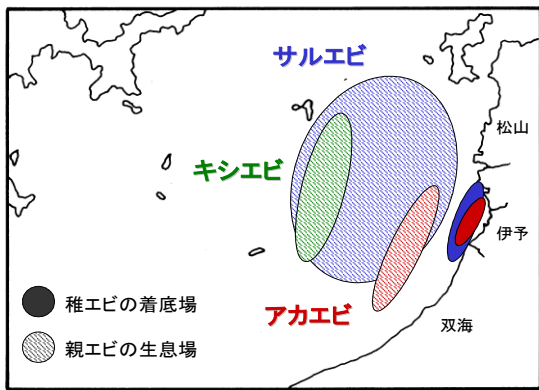 サルエビ
松山
キシエビ
伊予
アカエビ
双海
稚エビの着底場
親エビの生息場